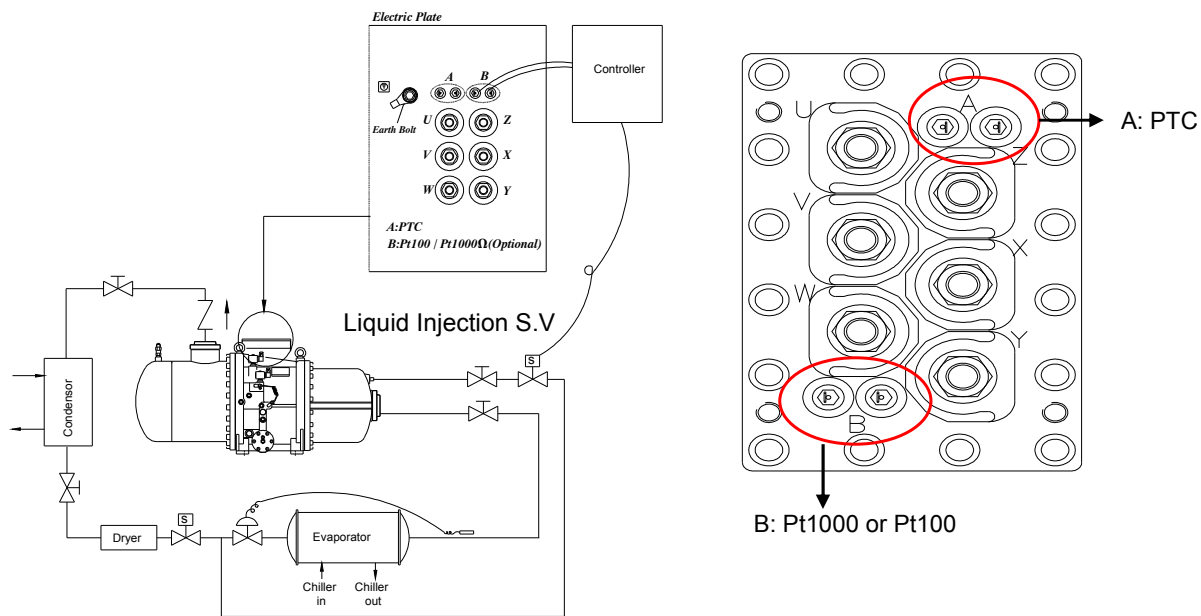 Electric Plate
A
B
Earth Bolt
U
Z
V
X
W
Y
A:PTC
B:Pt100 / Pt1000Ω(Optional)
Controller
Liquid Injection S.V
S
Condensor
Dryer
S
Evaporator
Chiller
in
Chiller
out
U
A
Z
V
X
W
Y
B
A: PTC
B: Pt1000 or Pt100